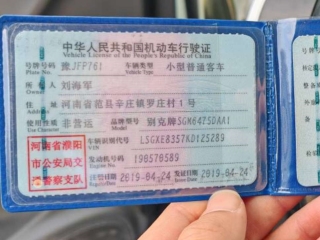 中华人民共和国机动车行驶证
Vehicle License of the People's Republic of China
号牌号码 豫JFF761 车辆类型 小型普通客车
Plate No. Vehicle Type
所有人 刘海军
Owner
住址 河南省范县辛庄镇罗庄村1号
Address
使用性质 非营运 品牌型号 别克牌SGM6475DAA1
Use Character Model
河南省濮阳
市公安局交
通警察支队
车辆识别代号 LSGXE8357KD125289
VIN
发动机号码 190570589
Engine No.
注册日期 2019-04-24 发证日期 2019-04-24
Register Date Issue Date